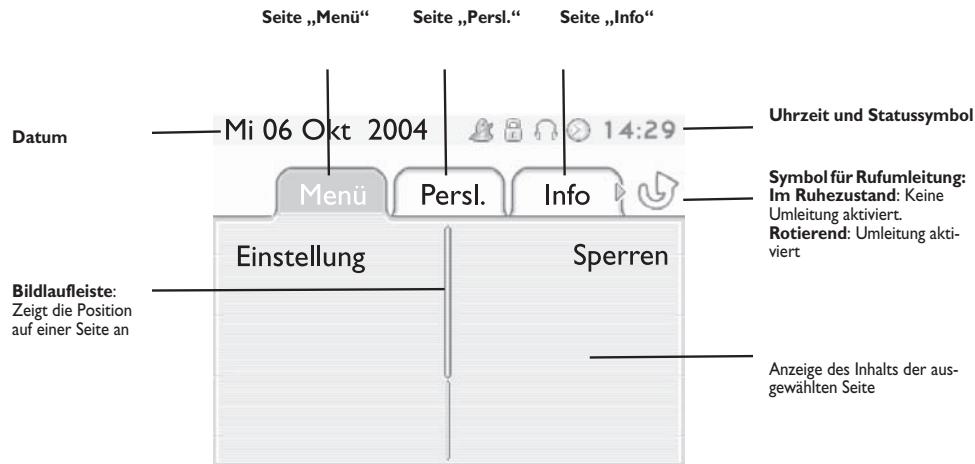 Seite „Menü“ Seite „Persl.“ Seite „Info“
Datum
Mi 06 Okt 2004 14:29
Uhrzeit und Statussymbol
Menü Persl. Info
Symbol für Rufumleitung:
Im Ruhezustand: Keine
Umleitung aktiviert.
Rotierend: Umleitung akti-
viert
Einstellung Sperren
Bildlaufleiste:
Zeigt die Position
auf einer Seite an
Anzeige des Inhalts der aus-
gewählten Seite